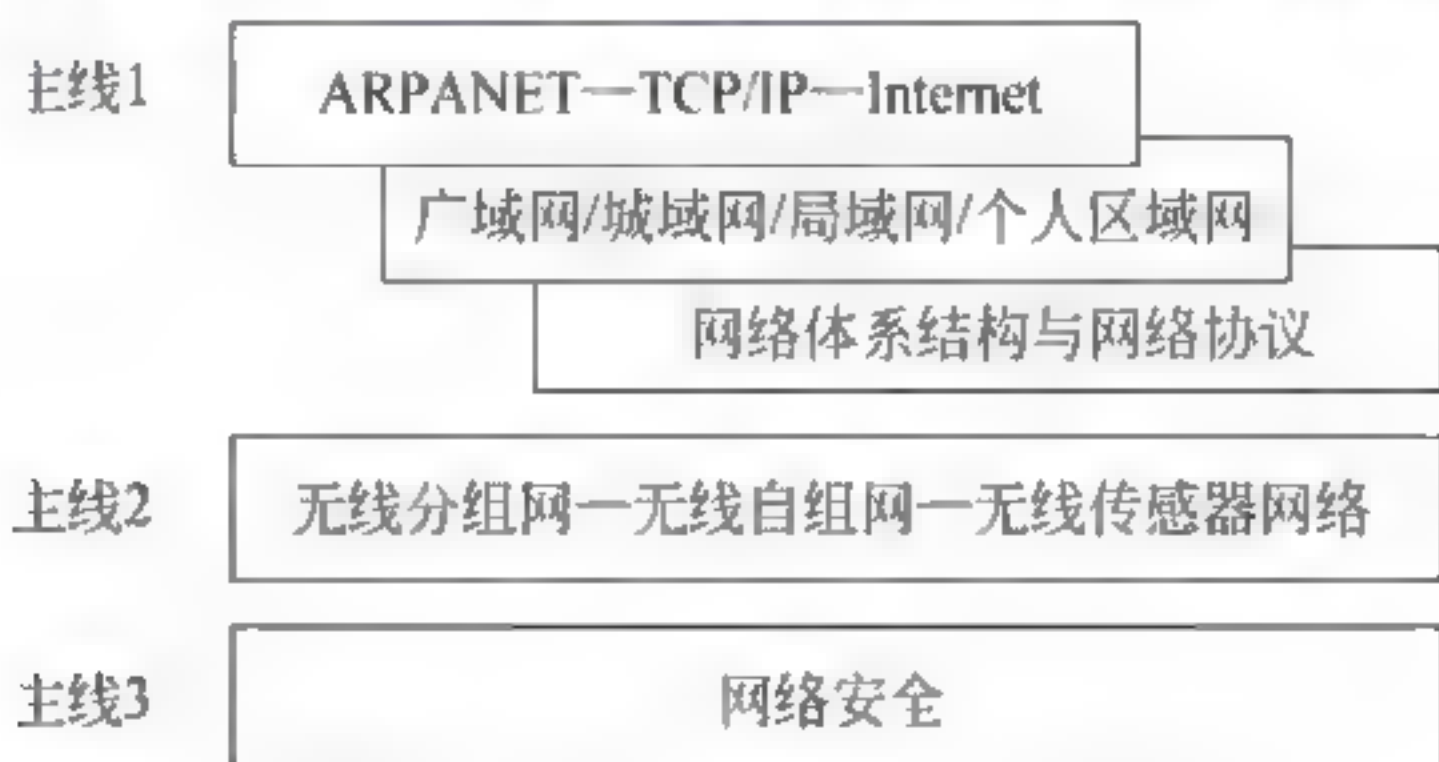 主线1
ARPANET—TCP/IP—Internet
广域网/城域网/局域网/个人区域网
网络体系结构与网络协议
主线2
无线分组网—无线自组网—无线传感器网络
主线3
网络安全